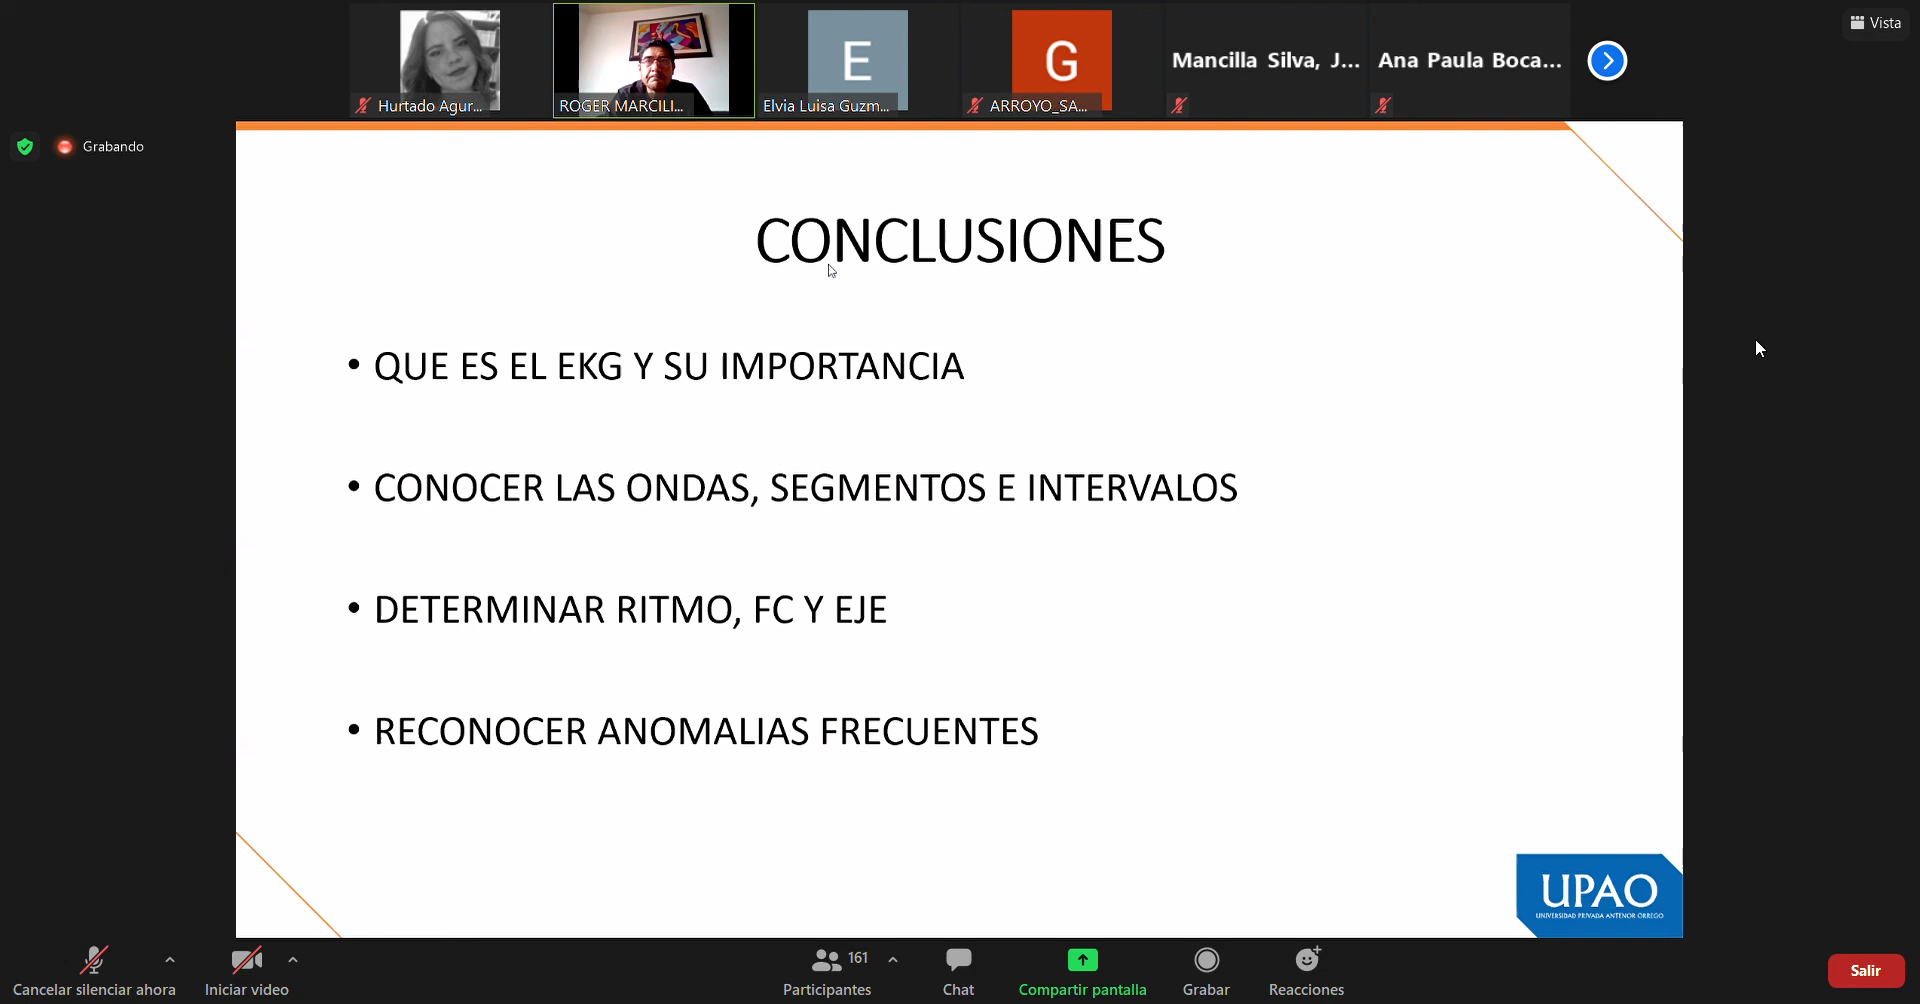 Vista
E
G
Mancilla Silva, J...
Ana Paula Boca...
Hurtado Agur...
ROGER MARCILI...
Elvia Luisa Guzm...
ARROYO_SA...
Grabando
CONCLUSIONES
• QUE ES EL EKG Y SU IMPORTANCIA
• CONOCER LAS ONDAS, SEGMENTOS E INTERVALOS
• DETERMINAR RITMO, FC Y EJE
• RECONOCER ANOMALIAS FRECUENTES
UPAO
UNIVERSIDAD PRIVADA ANTENOR ORREGO
Cancelar silenciar ahora
Iniciar video
161
Participantes
Chat
Compartir pantalla
Grabar
Reacciones
Salir